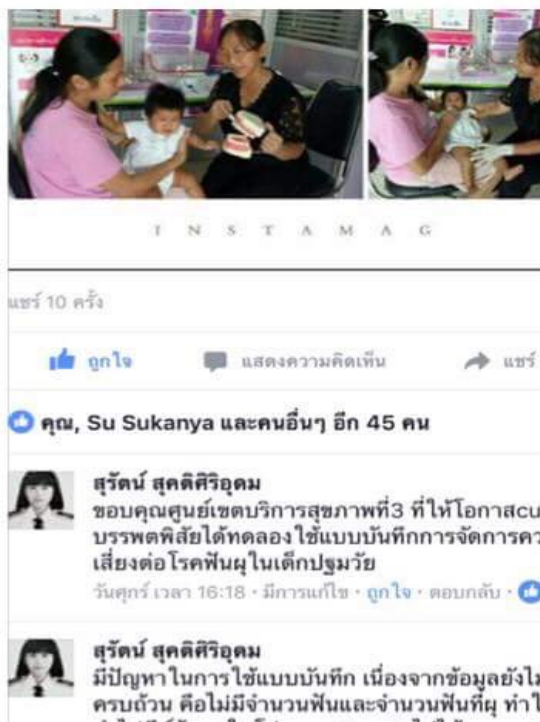 I N S T A M A G
แชร์ 10 ครั้ง
ถูกใจ แสดงความคิดเห็น แชร์
คุณ, Su Sukanya และคนอื่นๆ อีก 45 คน
สุรัตน์ สุคติศิริอุดม
ขอบคุณศูนย์เขตบริการสุขภาพที่3 ที่ให้โอกาสcu
บรรพตพิสัยได้ทดลองใช้แบบบันทึกการจัดการคว
เสี่ยงต่อโรคฟันผุในเด็กปฐมวัย
วันศุกร์ เวลา 16:18 · มีการแก้ไข · ถูกใจ · ตอบกลับ ·
สุรัตน์ สุคติศิริอุดม
มีปัญหาในการใช้แบบบันทึก เนื่องจากข้อมูลยังไม
ครบถ้วน คือไม่มีจำนวนฟันและจำนวนฟันที่ผุ ทำใ